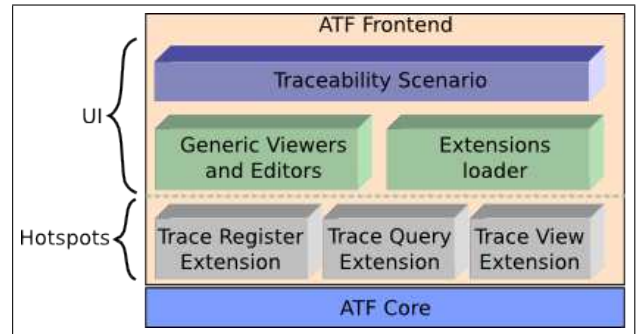 ATF Frontend
Traceability Scenario
UI
Generic Viewers
and Editors
Extensions
loader
Hotspots
Trace Register
Extension
Trace Query
Extension
Trace View
Extension
ATF Core